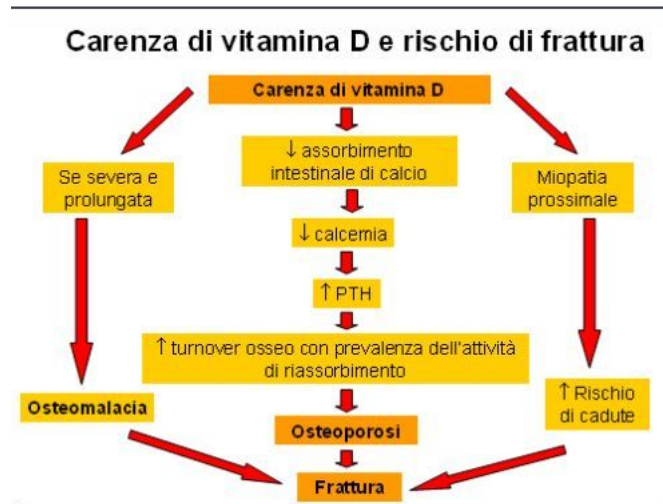 Carenza di vitamina D e rischio di frattura
Carenza di vitamina D
Se severa e
prolungata
↓ assorbimento
intestinale di calcio
Miopatia
prossimale
↓ calcemia
↑ PTH
↑ turnover osseo con prevalenza dell'attività
di riassorbimento
Osteomalacia
Osteoporosi
↑ Rischio
di cadute
Frattura